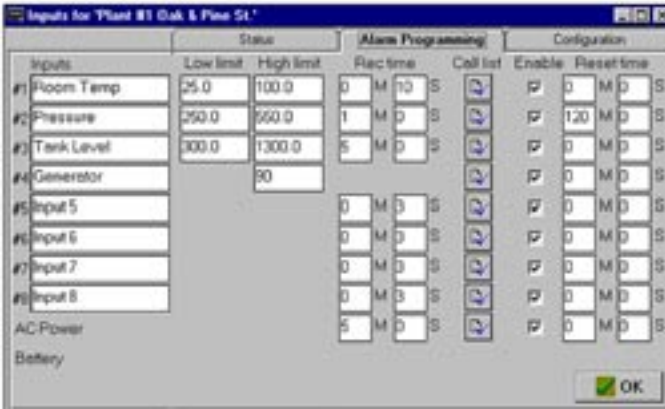 Inputs for "Plant #1 Oak & Pine St."
Status Alarm Programming Configuration
Inputs Low limit High limit Rec time Call list Enable Reset time
#1 Room Temp 25.0 100.0 0 M 10 S 0 M 0 S
#2 Pressure 250.0 550.0 1 M 0 S 120 M 0 S
#3 Tank Level 300.0 1300.0 5 M 0 S 0 M 0 S
#4 Generator 90 0 M 0 S
#5 Input 5 0 M 3 S 0 M 0 S
#6 Input 6 0 M 3 S 0 M 0 S
#7 Input 7 0 M 3 S 0 M 0 S
#8 Input 8 0 M 3 S 0 M 0 S
AC Power 5 M 0 S 0 M 0 S
Battery
OK